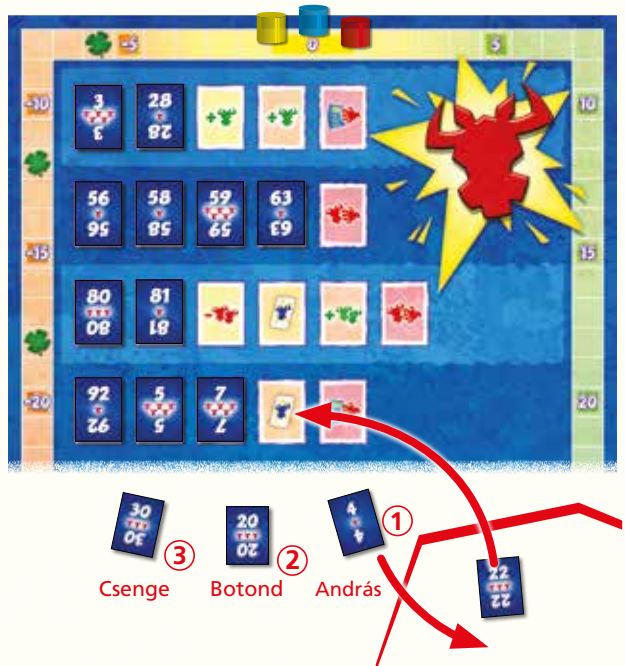 -5 0 5
-10 3 28 + + 10
3 28
56 58 59 63
56 58 59 63
-15 15
80 81 - +
80 81
-20 92 5 7 20
92 5 7
30 20 4 ①
30 ③ 20 ② 4
Csenge Botond András
22
22